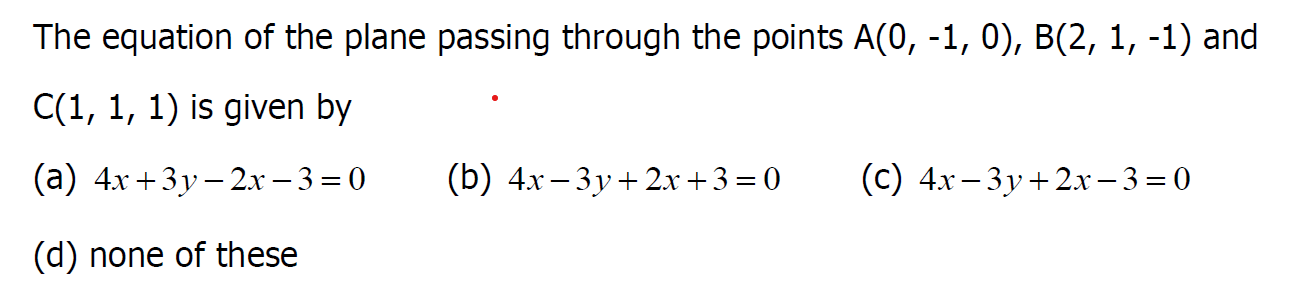 The equation of the plane passing through the points A(0, -1, 0), B(2, 1, -1) and
C(1, 1, 1) is given by
(a) 4x + 3y − 2x − 3 = 0 (b) 4x − 3y + 2x + 3 = 0 (c) 4x − 3y + 2x − 3 = 0
(d) none of these